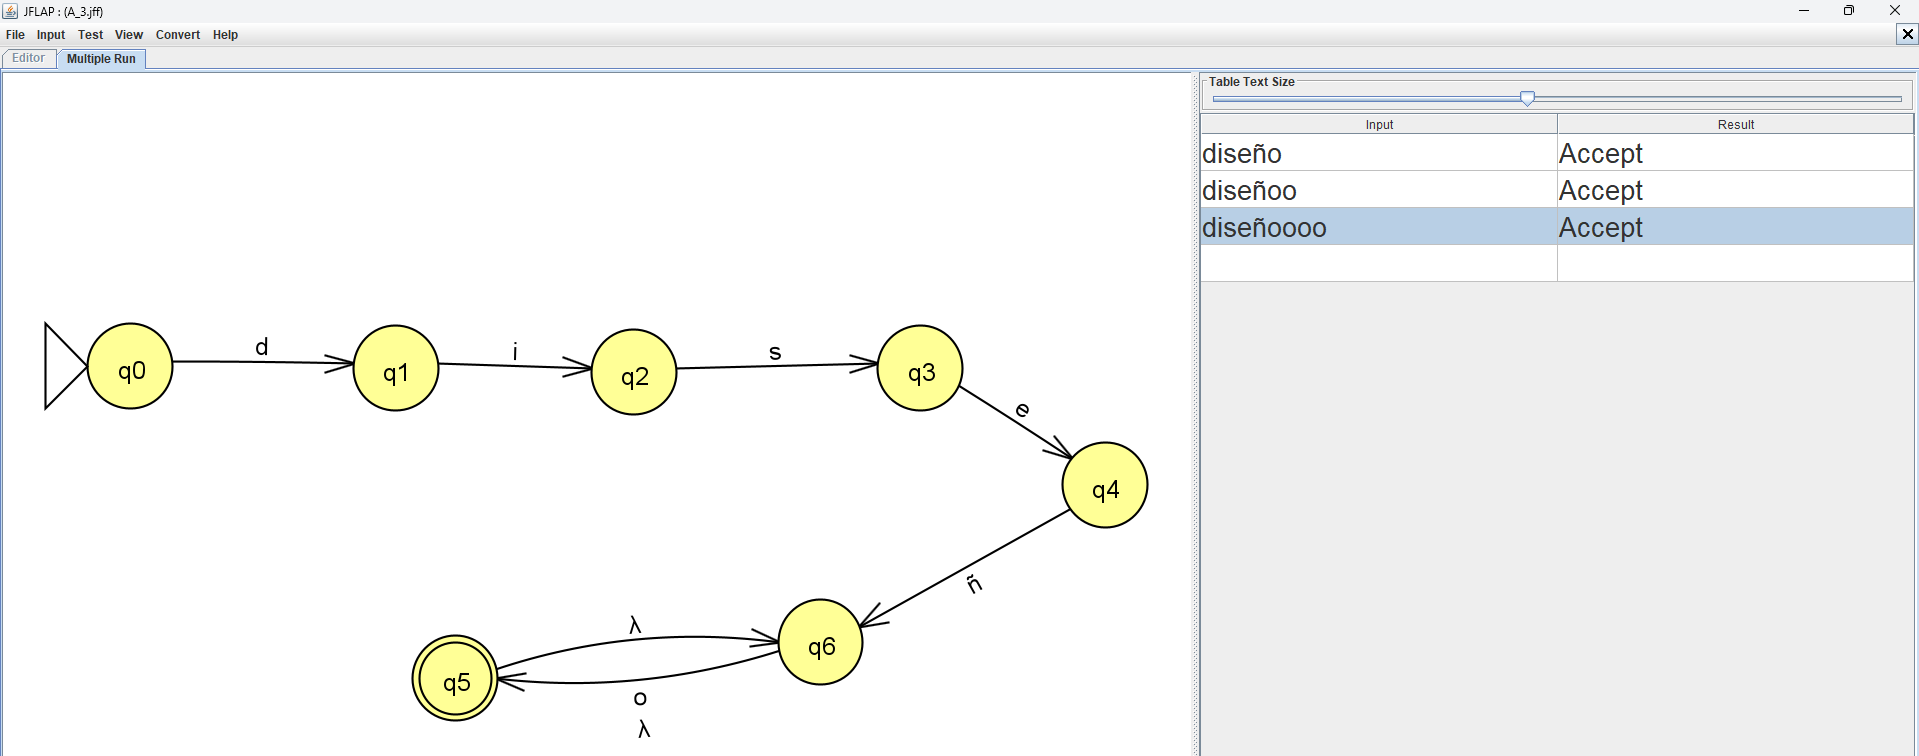 JFLAP : (A_3.jff)
File Input Test View Convert Help
Editor Multiple Run
Table Text Size
Input Result
diseño Accept
diseñoo Accept
diseñoooo Accept
q0
d
q1
i
q2
s
q3
e
q4
ñ
q6
λ
o
λ
q5